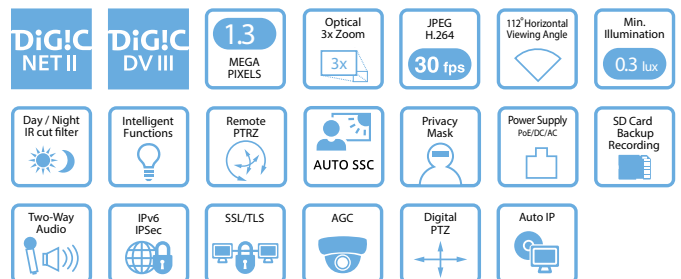 DiG!C
NET II
DiG!C
DV III
1.3
MEGA
PIXELS
Optical
3x Zoom
3x
JPEG
H.264
30 fps
112° Horizontal
Viewing Angle
Min.
Illumination
0.3 lux
Day / Night
IR cut filter
Intelligent
Functions
Remote
PTRZ
AUTO SSC
Privacy
Mask
Power Supply
PoE/DC/AC
SD Card
Backup
Recording
Two-Way
Audio
IPv6
IPSec
SSL/TLS
AGC
Digital
PTZ
Auto IP